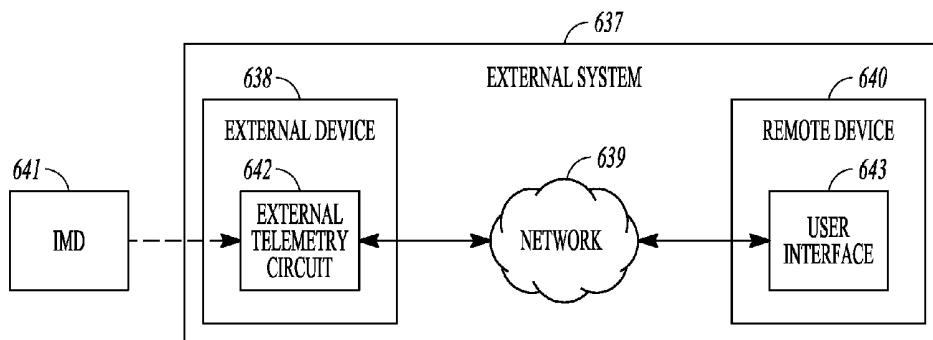 637
EXTERNAL SYSTEM
638
EXTERNAL DEVICE
640
REMOTE DEVICE
641
IMD
642
EXTERNAL
TELEMETRY
CIRCUIT
639
NETWORK
643
USER
INTERFACE